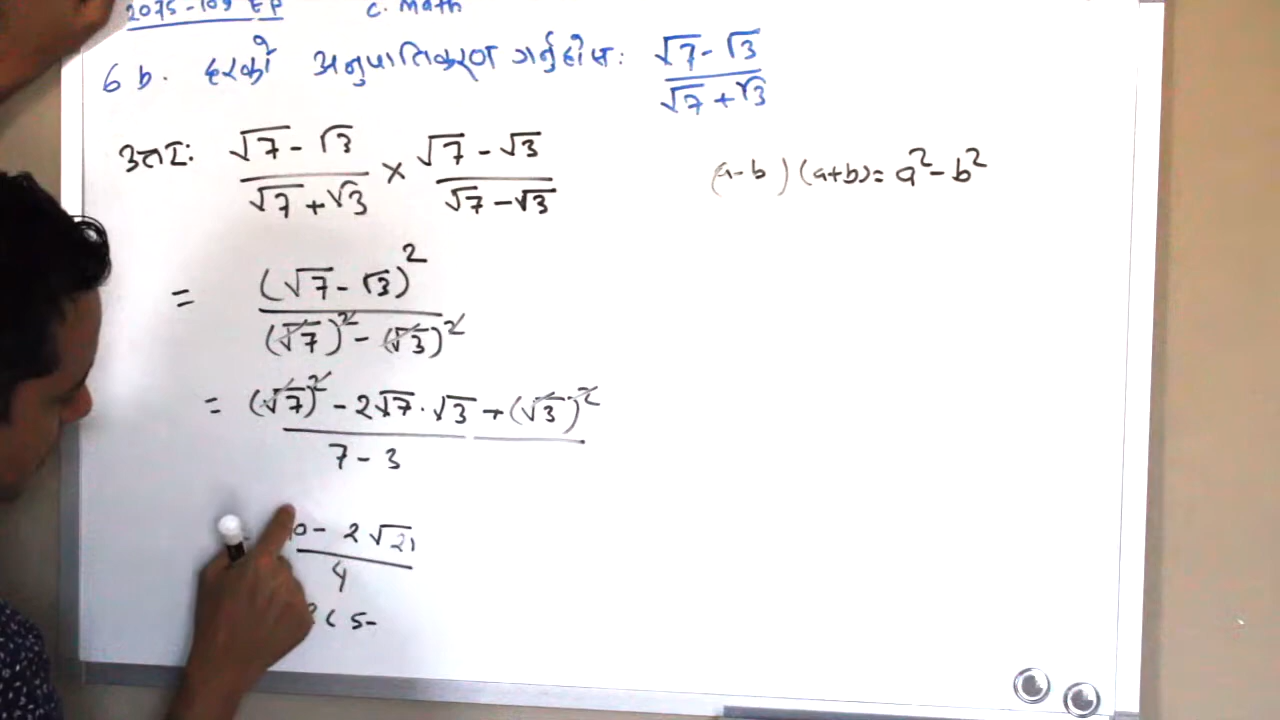 C. Math
6 b. हरको अनुपातिकरण गर्नुहोस: √7 - √3 / √7 + √3
उत्तर: √7 - √3 / √7 + √3 × √7 - √3 / √7 - √3
(a-b)(a+b) = a² - b²
= (√7 - √3)² / (√7)² - (√3)²
= (√7)² - 2√7 · √3 + (√3)² / 7 - 3
0 - 2√21 / 4
( 5 -